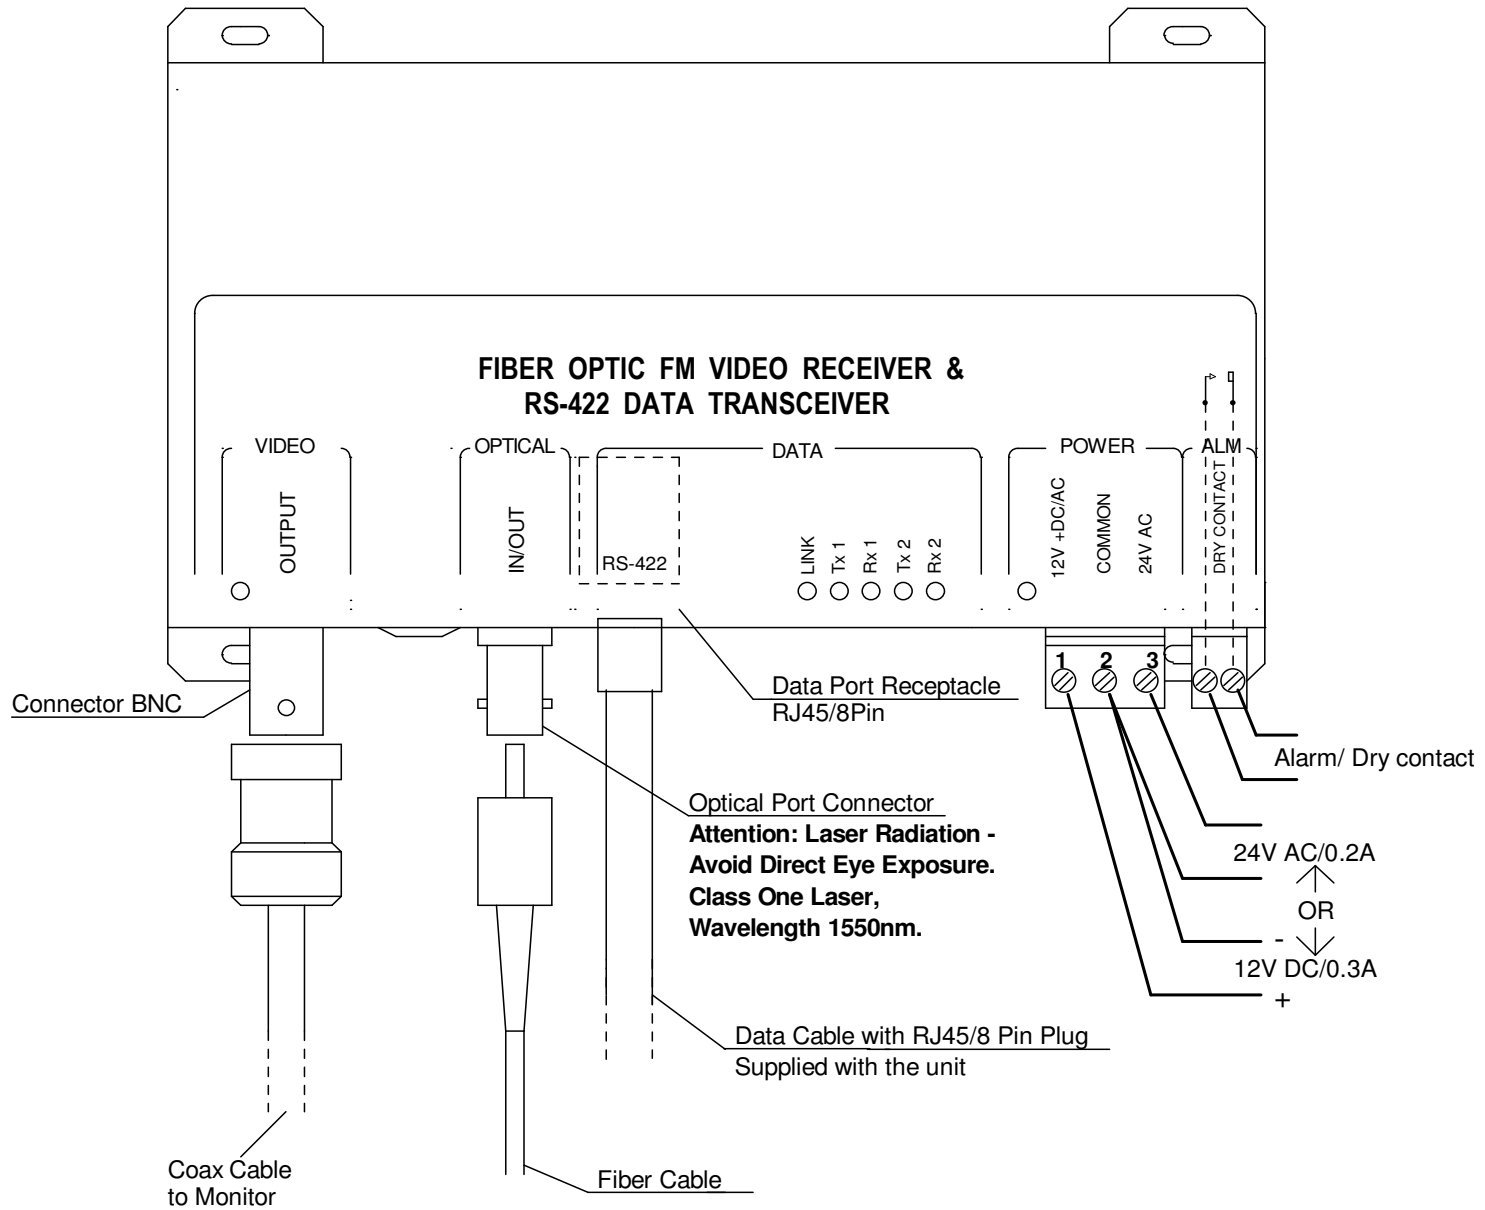 FIBER OPTIC FM VIDEO RECEIVER &
RS-422 DATA TRANSCEIVER
VIDEO
OUTPUT
OPTICAL
IN/OUT
DATA
RS-422
LINK
Tx 1
Rx 1
Tx 2
Rx 2
POWER
12V +DC/AC
COMMON
24V AC
ALM
DRY CONTACT
1
2
3
Connector BNC
Data Port Receptacle
RJ45/8Pin
Alarm/ Dry contact
Optical Port Connector
Attention: Laser Radiation -
Avoid Direct Eye Exposure.
Class One Laser,
Wavelength 1550nm.
24V AC/0.2A
OR
-
12V DC/0.3A
+
Data Cable with RJ45/8 Pin Plug
Supplied with the unit
Coax Cable
to Monitor
Fiber Cable